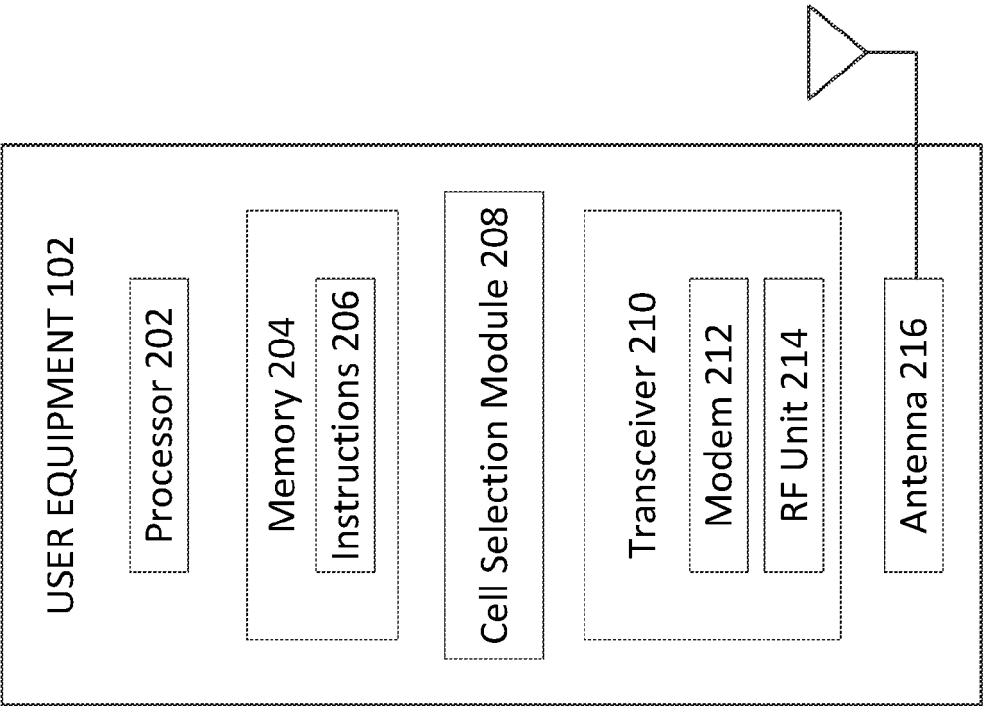 USER EQUIPMENT 102
Processor 202
Memory 204
Instructions 206
Cell Selection Module 208
Transceiver 210
Modem 212
RF Unit 214
Antenna 216